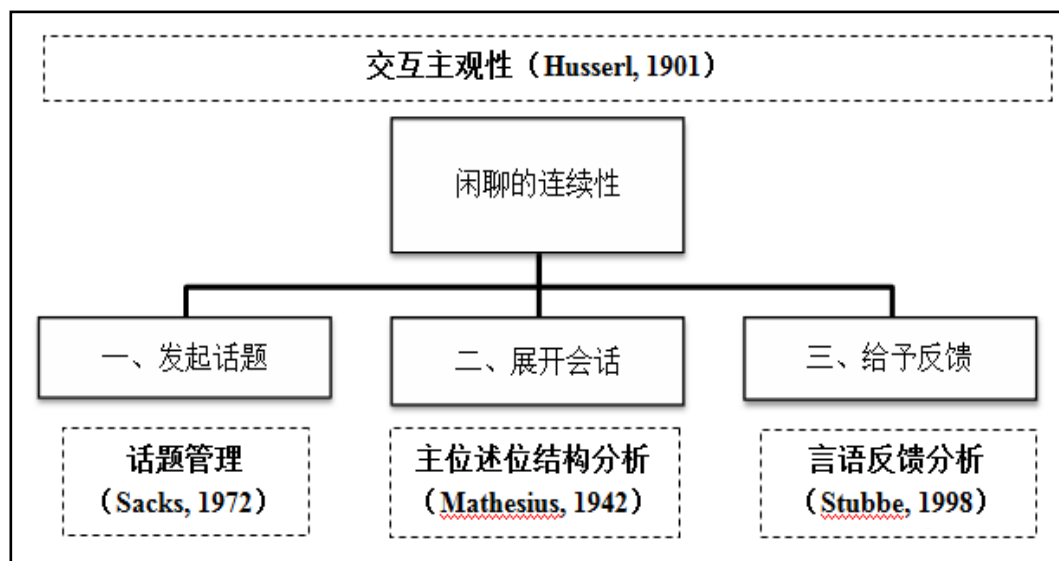 交互主观性（Husserl, 1901）
闲聊的连续性
一、发起话题
二、展开会话
三、给予反馈
话题管理
（Sacks, 1972）
主位述位结构分析
（Mathesius, 1942）
言语反馈分析
（Stubbe, 1998）